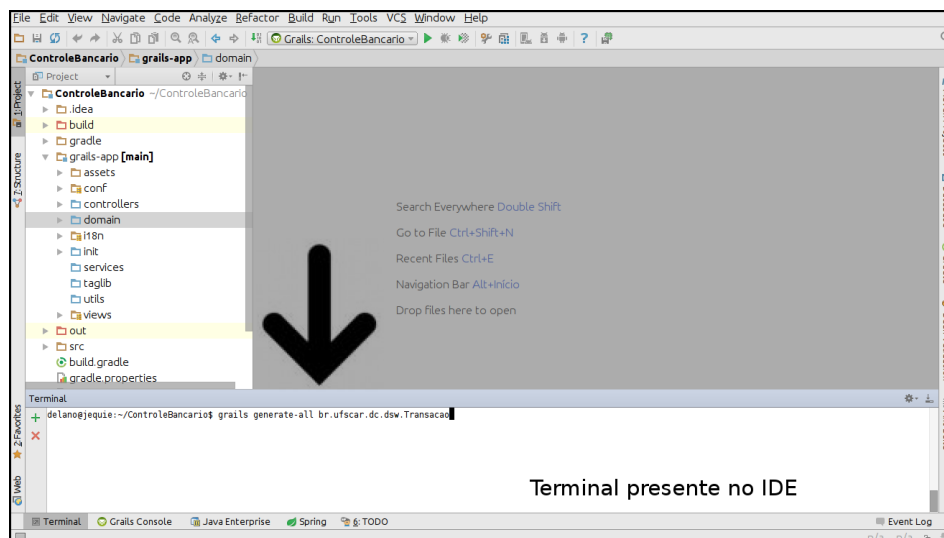 File Edit View Navigate Code Analyze Refactor Build Run Tools VCS Window Help
Grails: ControleBancario
ControleBancario grails-app domain
Project
1: Project
7: Structure
2: Favorites
Web
ControleBancario ~/ControleBancario
.idea
build
gradle
grails-app [main]
assets
conf
controllers
domain
i18n
init
services
taglib
utils
views
out
src
build.gradle
gradle.properties
Search Everywhere Double Shift
Go to File Ctrl+Shift+N
Recent Files Ctrl+E
Navigation Bar Alt+Início
Drop files here to open
Terminal
delano@jequie:~/ControleBancario$ grails generate-all br.ufscar.dc.dsw.Transacao
Terminal presente no IDE
Terminal Grails Console Java Enterprise Spring 6: TODO Event Log
n/a n/a